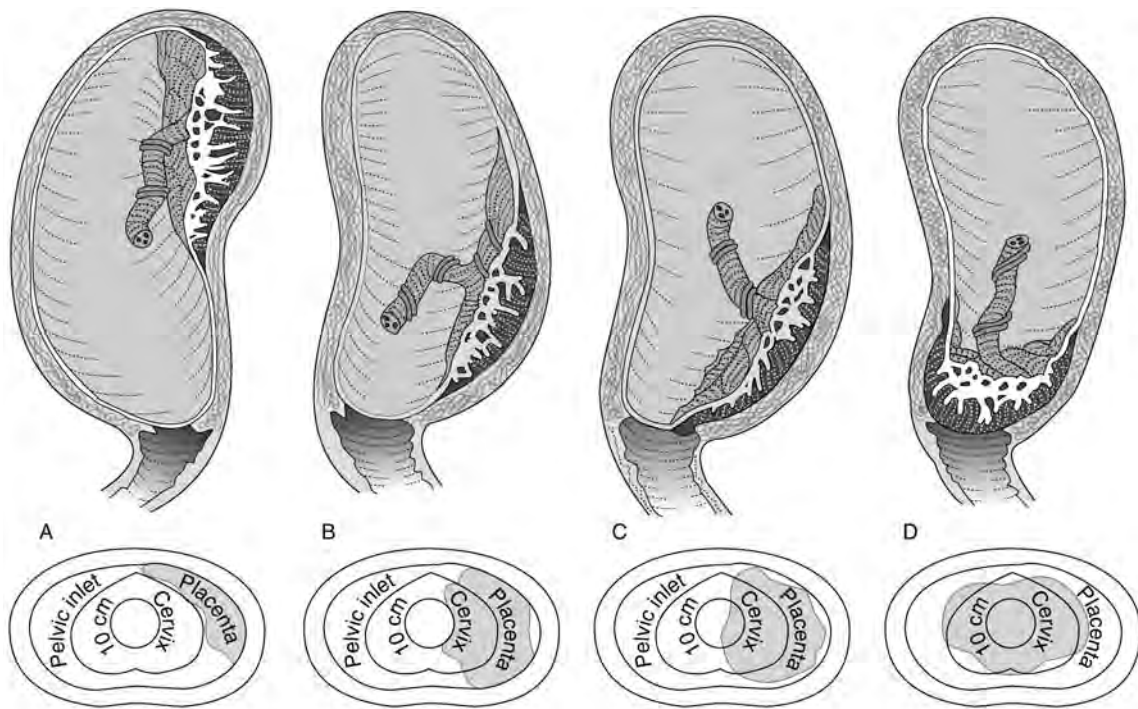 A
B
C
D
Pelvic inlet
10 cm
Cervix
Placenta
Pelvic inlet
10 cm
Cervix
Placenta
Pelvic inlet
10 cm
Cervix
Placenta
10 cm
Cervix
Placenta